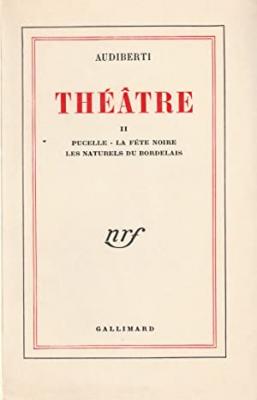 AUDIBERTI
THÉÂTRE
II
PUCELLE - LA FÊTE NOIRE
LES NATURELS DU BORDELAIS
nrf
GALLIMARD